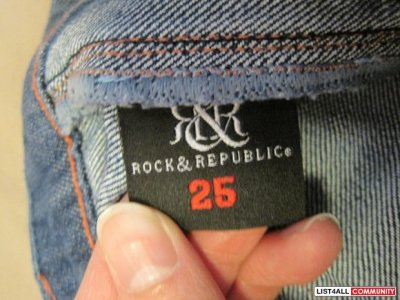 R&R
ROCK & REPUBLIC®
25
LIST4ALL COMMUNITY